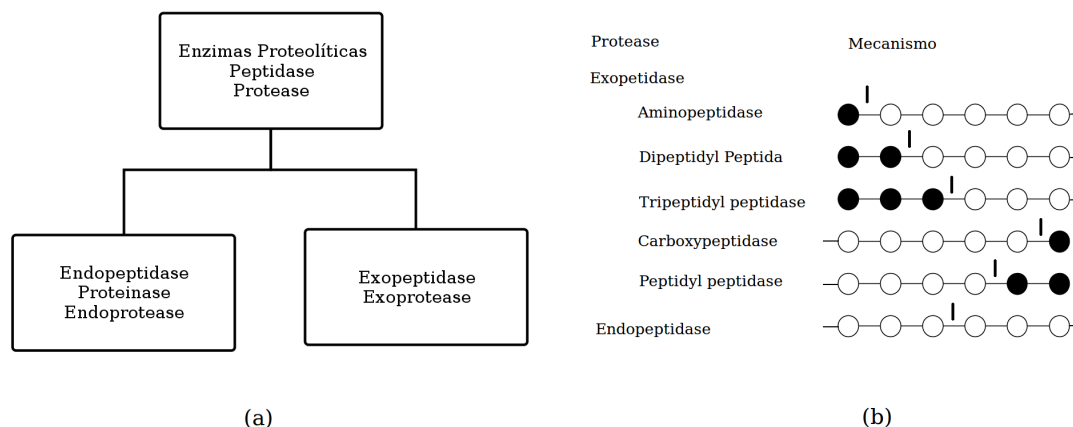 Enzimas Proteolíticas
Peptidase
Protease
Endopeptidase
Proteinase
Endoprotease
Exopeptidase
Exoprotease
(a)
Protease
Mecanismo
Exopetidase
Aminopeptidase
Dipeptidyl Peptida
Tripeptidyl peptidase
Carboxypeptidase
Peptidyl peptidase
Endopeptidase
(b)